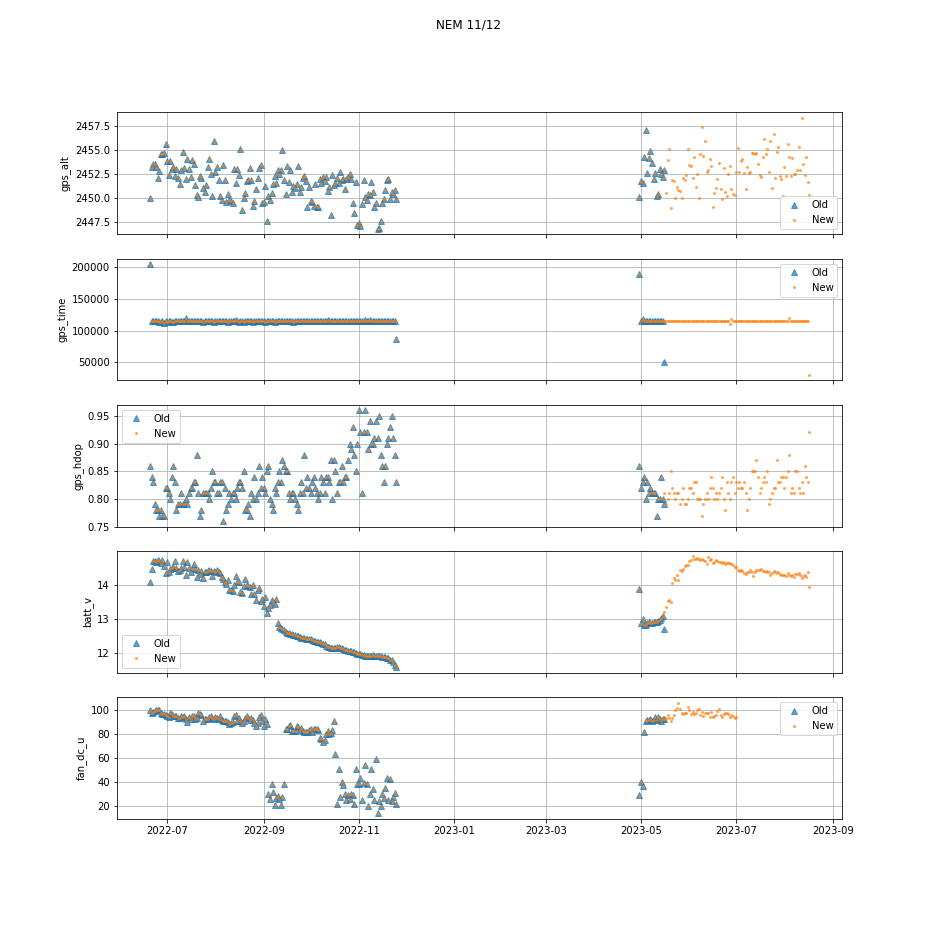 NEM 11/12
2457.5
2455.0
2452.5
2450.0
2447.5
gps_alt
Old
New
200000
150000
100000
50000
gps_time
Old
New
0.95
0.90
0.85
0.80
0.75
gps_hdop
Old
New
14
13
12
batt_v
Old
New
100
80
60
40
20
fan_dc_u
Old
New
2022-07 2022-09 2022-11 2023-01 2023-03 2023-05 2023-07 2023-09